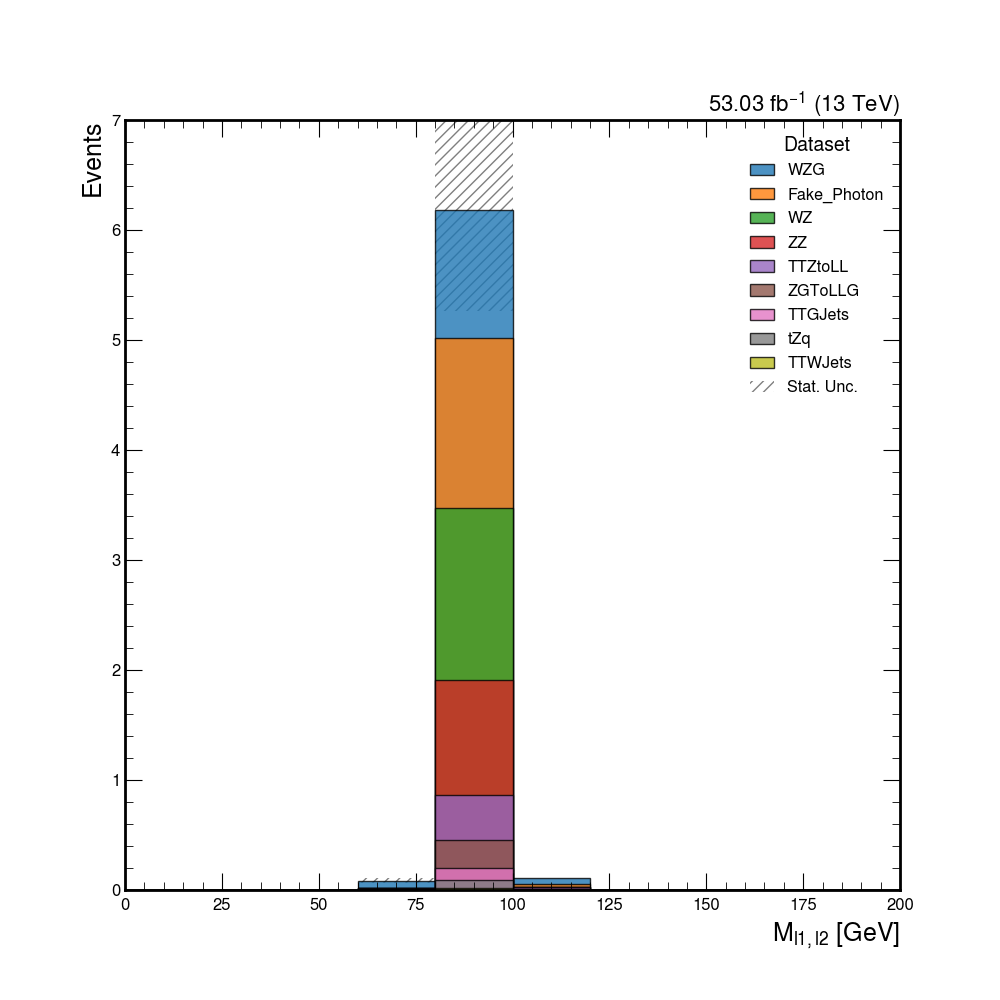 53.03 fb⁻¹ (13 TeV)
Events
7
6
5
4
3
2
1
0
Dataset
WZG
Fake_Photon
WZ
ZZ
TTZtoLL
ZGToLLG
TTGJets
tZq
TTWJets
Stat. Unc.
0 25 50 75 100 125 150 175 200
M_{l1, l2} [GeV]